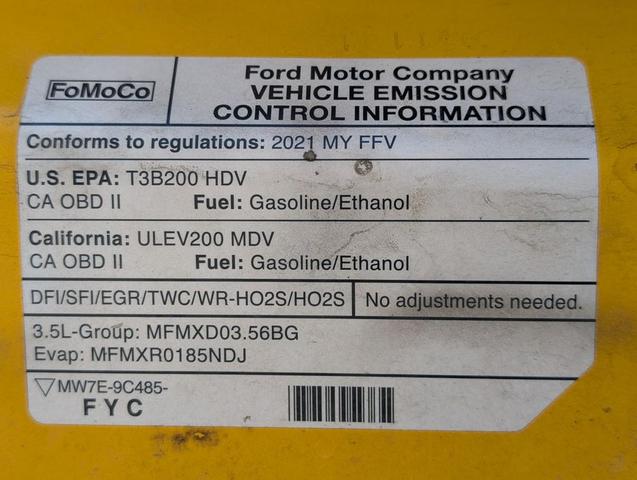 FoMoCo
Ford Motor Company
VEHICLE EMISSION
CONTROL INFORMATION
Conforms to regulations: 2021 MY FFV
U.S. EPA: T3B200 HDV
CA OBD II Fuel: Gasoline/Ethanol
California: ULEV200 MDV
CA OBD II Fuel: Gasoline/Ethanol
DFI/SFI/EGR/TWC/WR-HO2S/HO2S No adjustments needed.
3.5L-Group: MFMXD03.56BG
Evap: MFMXR0185NDJ
MW7E-9C485-
FYC